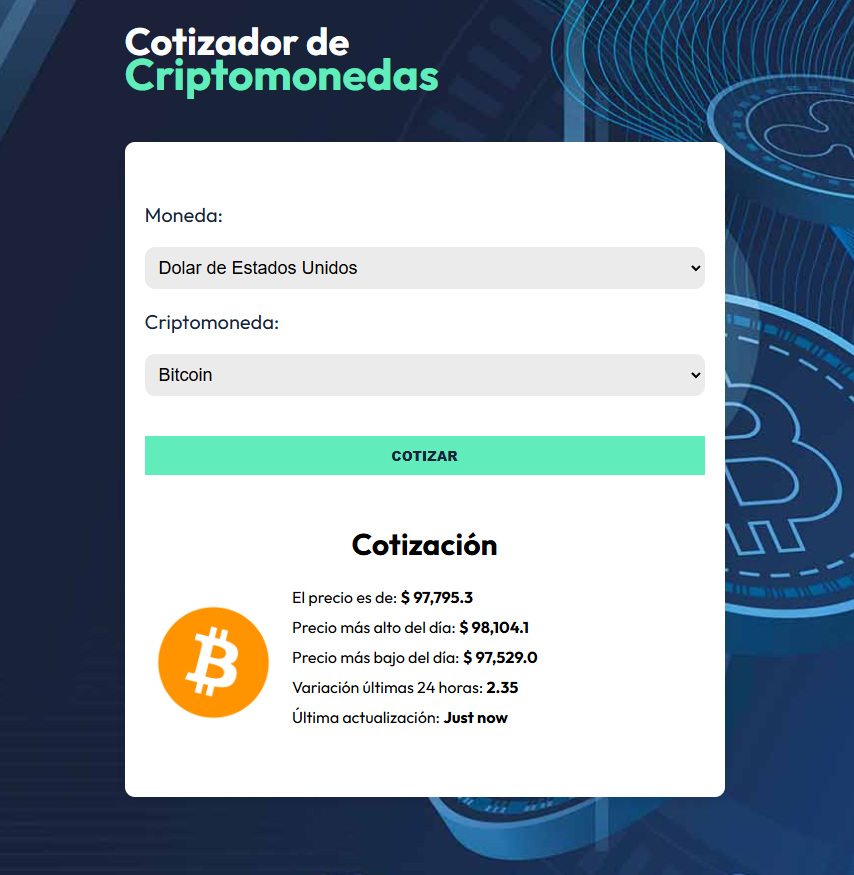 Cotizador de
Criptomonedas
Moneda:
Dolar de Estados Unidos
Criptomoneda:
Bitcoin
COTIZAR
Cotización
El precio es de: $ 97,795.3
Precio más alto del día: $ 98,104.1
Precio más bajo del día: $ 97,529.0
Variación últimas 24 horas: 2.35
Última actualización: Just now